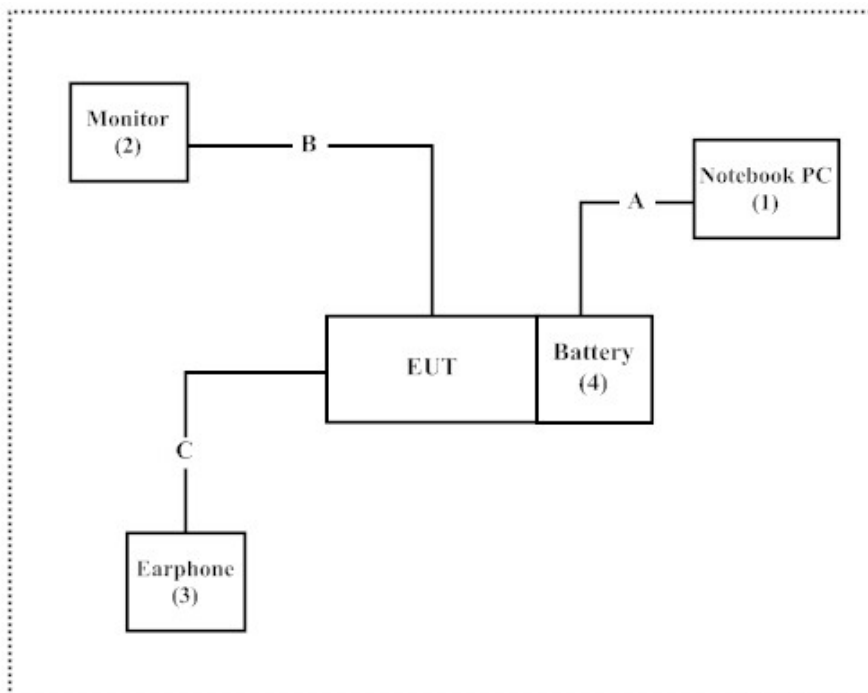 Monitor
(2)
B
Notebook PC
(1)
A
EUT
Battery
(4)
C
Earphone
(3)